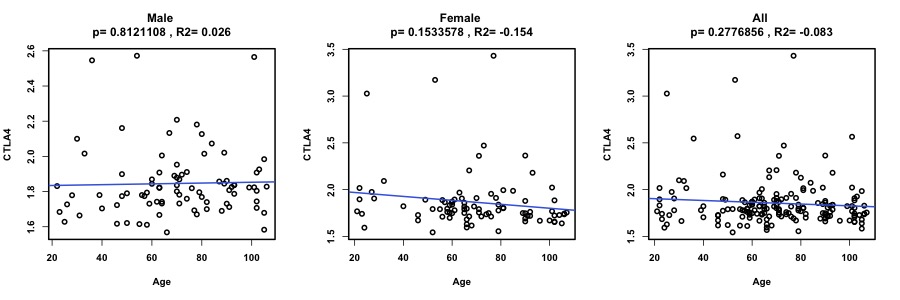 Male
p= 0.8121108 , R2= 0.026
CTLA4
2.6
2.4
2.2
2.0
1.8
1.6
20 40 60 80 100
Age
Female
p= 0.1533578 , R2= -0.154
CTLA4
3.5
3.0
2.5
2.0
1.5
20 40 60 80 100
Age
All
p= 0.2776856 , R2= -0.083
CTLA4
3.5
3.0
2.5
2.0
1.5
20 40 60 80 100
Age